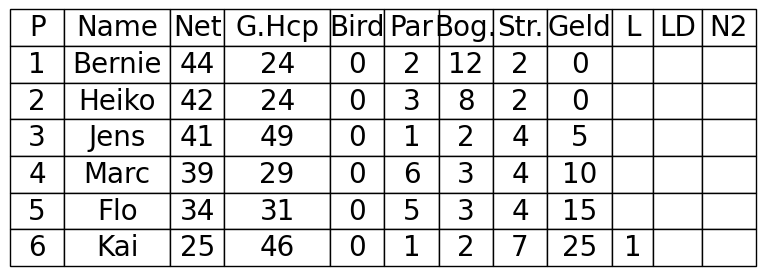 P Name Net G.Hcp Bird Par Bog. Str. Geld L LD N2
1 Bernie 44 24 0 2 12 2 0
2 Heiko 42 24 0 3 8 2 0
3 Jens 41 49 0 1 2 4 5
4 Marc 39 29 0 6 3 4 10
5 Flo 34 31 0 5 3 4 15
6 Kai 25 46 0 1 2 7 25 1